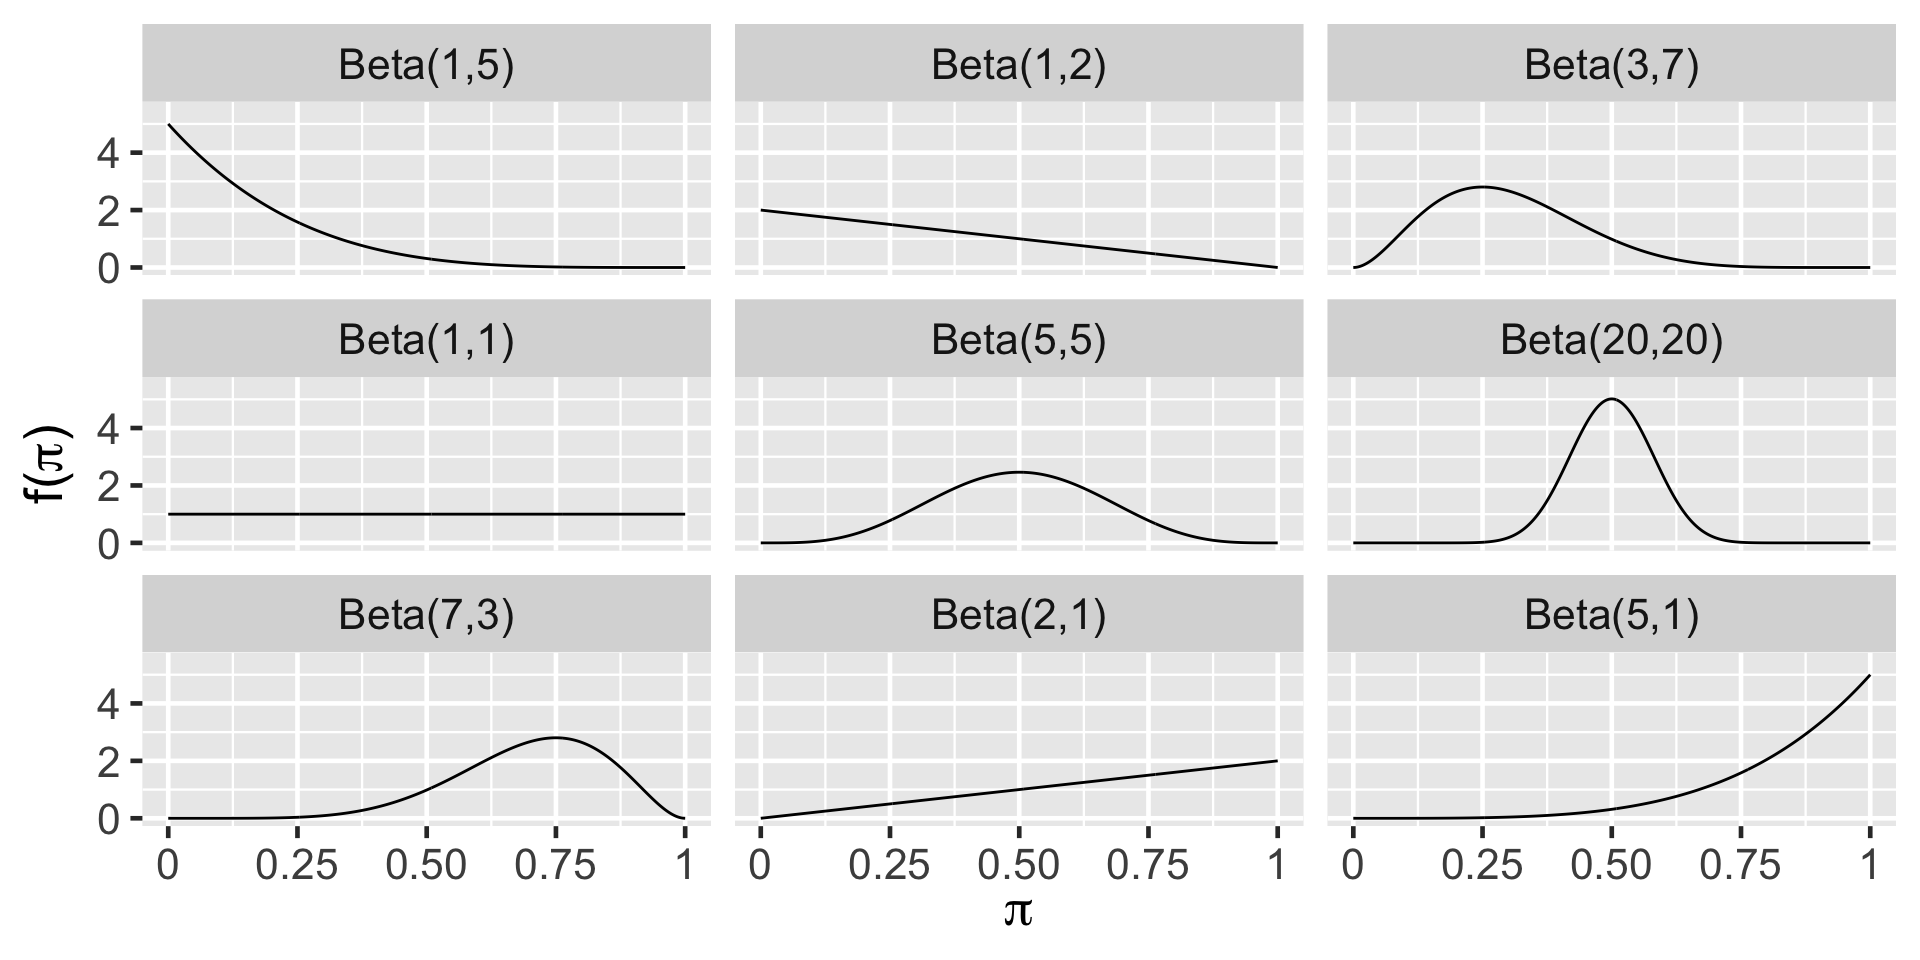 Beta(1,5) Beta(1,2) Beta(3,7)
4
2
0
Beta(1,1) Beta(5,5) Beta(20,20)
f(π)
4
2
0
Beta(7,3) Beta(2,1) Beta(5,1)
4
2
0
0 0.25 0.50 0.75 1 0 0.25 0.50 0.75 1 0 0.25 0.50 0.75 1
π